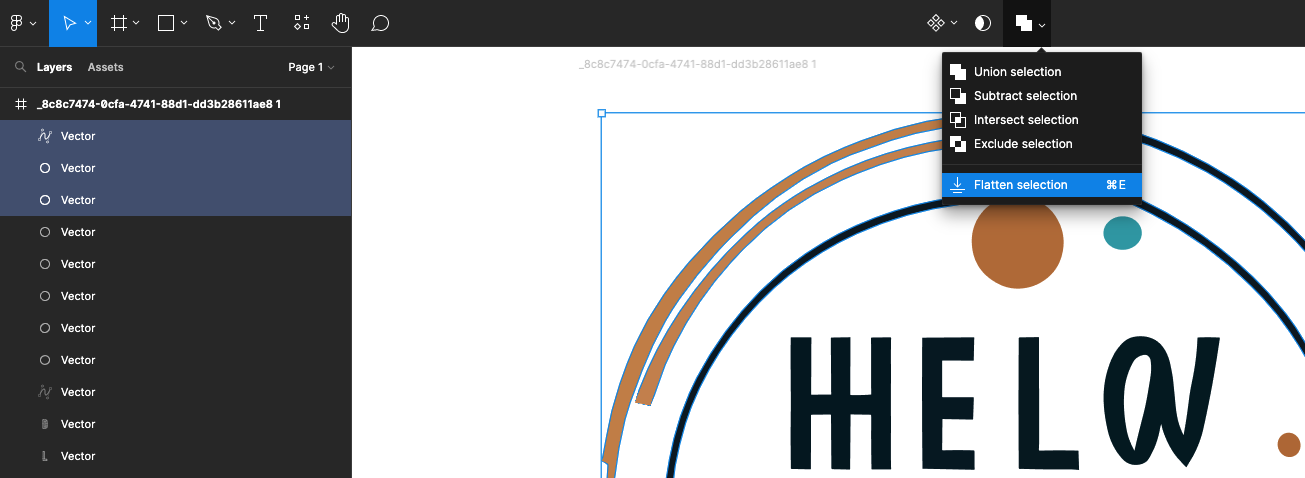 Layers Assets Page 1
_8c8c7474-0cfa-4741-88d1-dd3b28611ae8 1
Vector
Vector
Vector
Vector
Vector
Vector
Vector
Vector
Vector
Vector
Vector
_8c8c7474-0cfa-4741-88d1-dd3b28611ae8 1
Union selection
Subtract selection
Intersect selection
Exclude selection
Flatten selection ⌘E